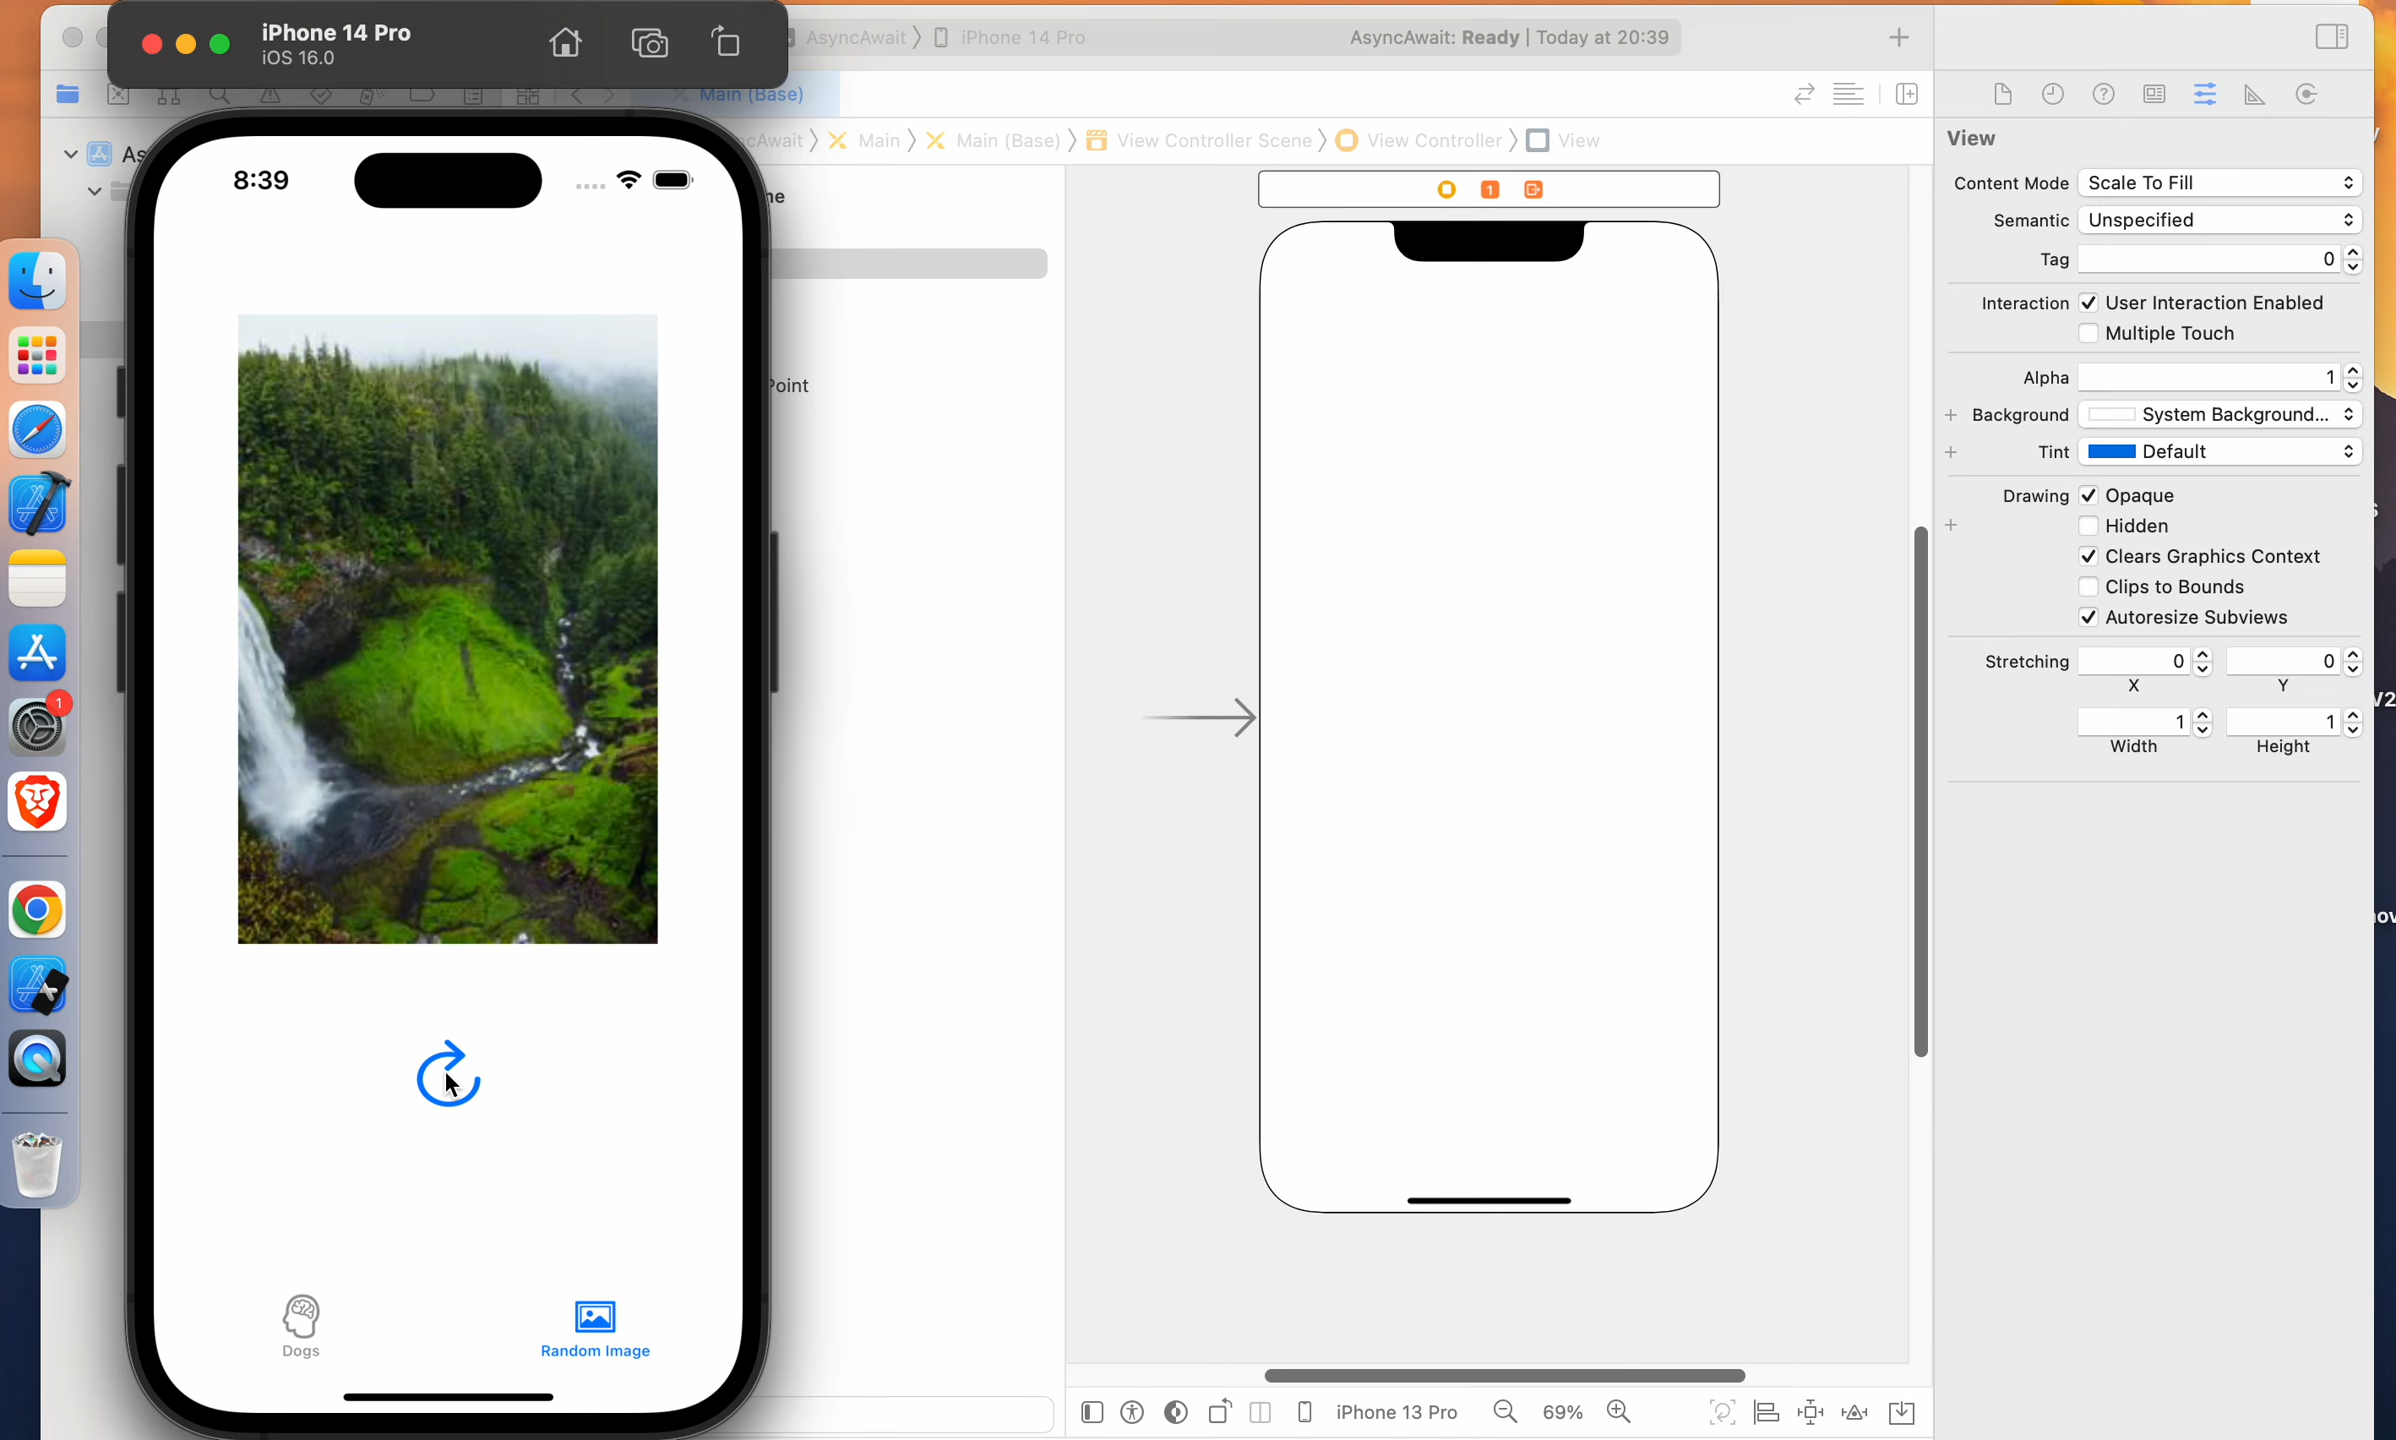 iPhone 14 Pro
iOS 16.0
AsyncAwait
iPhone 14 Pro
AsyncAwait: Ready | Today at 20:39
Main (Base)
Main
Main (Base)
View Controller Scene
View Controller
View
8:39
Point
Dogs
Random Image
1
1
iPhone 13 Pro
69%
View
Content Mode Scale To Fill
Semantic Unspecified
Tag 0
Interaction User Interaction Enabled
Multiple Touch
Alpha 1
+ Background System Background...
+ Tint Default
Drawing Opaque
+ Hidden
Clears Graphics Context
Clips to Bounds
Autoresize Subviews
Stretching 0 0
X Y
1 1
Width Height